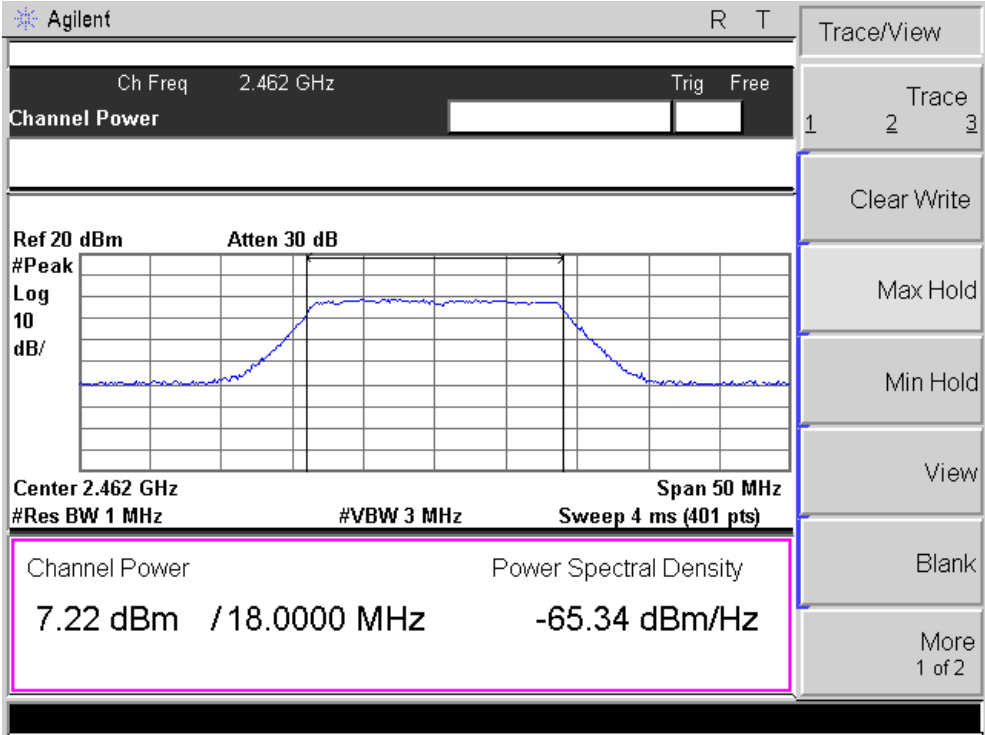 Agilent R T
Ch Freq 2.462 GHz Trig Free
Channel Power
Ref 20 dBm Atten 30 dB
#Peak
Log
10
dB/
Center 2.462 GHz Span 50 MHz
#Res BW 1 MHz #VBW 3 MHz Sweep 4 ms (401 pts)
Channel Power Power Spectral Density
7.22 dBm / 18.0000 MHz -65.34 dBm/Hz
Trace/View
Trace
1 2 3
Clear Write
Max Hold
Min Hold
View
Blank
More
1 of 2